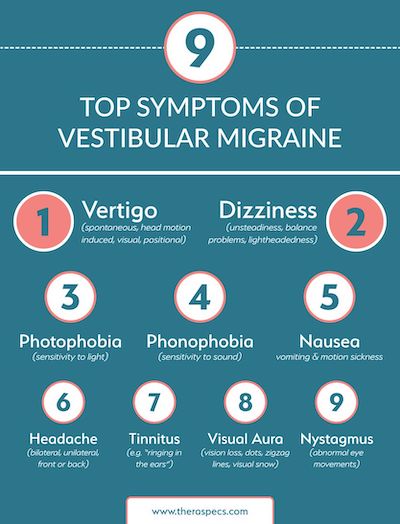 9
TOP SYMPTOMS OF
VESTIBULAR MIGRAINE
1
Vertigo
(spontaneous, head motion
induced, visual, positional)
Dizziness
(unsteadiness, balance
problems, lightheadedness)
2
3
Photophobia
(sensitivity to light)
4
Phonophobia
(sensitivity to sound)
5
Nausea
vomiting & motion sickness
6
Headache
(bilateral, unilateral,
front or back)
7
Tinnitus
(e.g. "ringing in
the ears")
8
Visual Aura
(vision loss, dots, zigzag
lines, visual snow)
9
Nystagmus
(abnormal eye
movements)
www.theraspecs.com